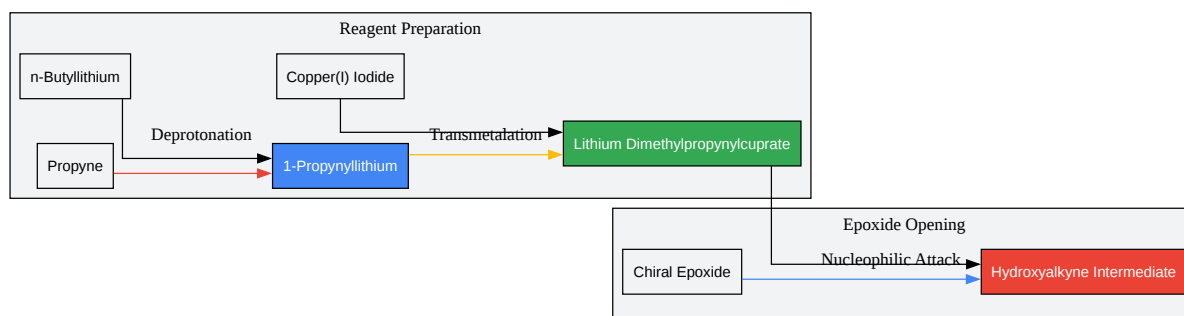 Reagent Preparation
n-Butyllithium
Copper(I) Iodide
Deprotonation
Transmetalation
Lithium Dimethylpropynylcuprate
Propyne
1-Propynyllithium
Epoxide Opening
Nucleophilic Attack
Chiral Epoxide
Hydroxyalkyne Intermediate